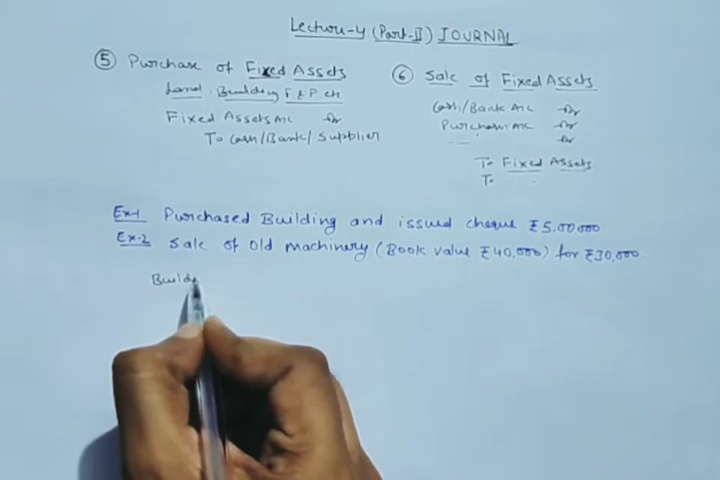 Lecture-4 (Part-II) JOURNAL
⑤ Purchase of Fixed Assets
Land, Building F&P etc
Fixed Assets A/c Dr
To Cash/Bank/Supplier
⑥ Sale of Fixed Assets
Cash/Bank A/c Dr
Purchaser A/c Dr
Dr
To Fixed Assets
To
Ex-1 Purchased Building and issued cheque ₹5,00,000
Ex-2 Sale of Old machinery (Book value ₹40,000) for ₹30,000
Build